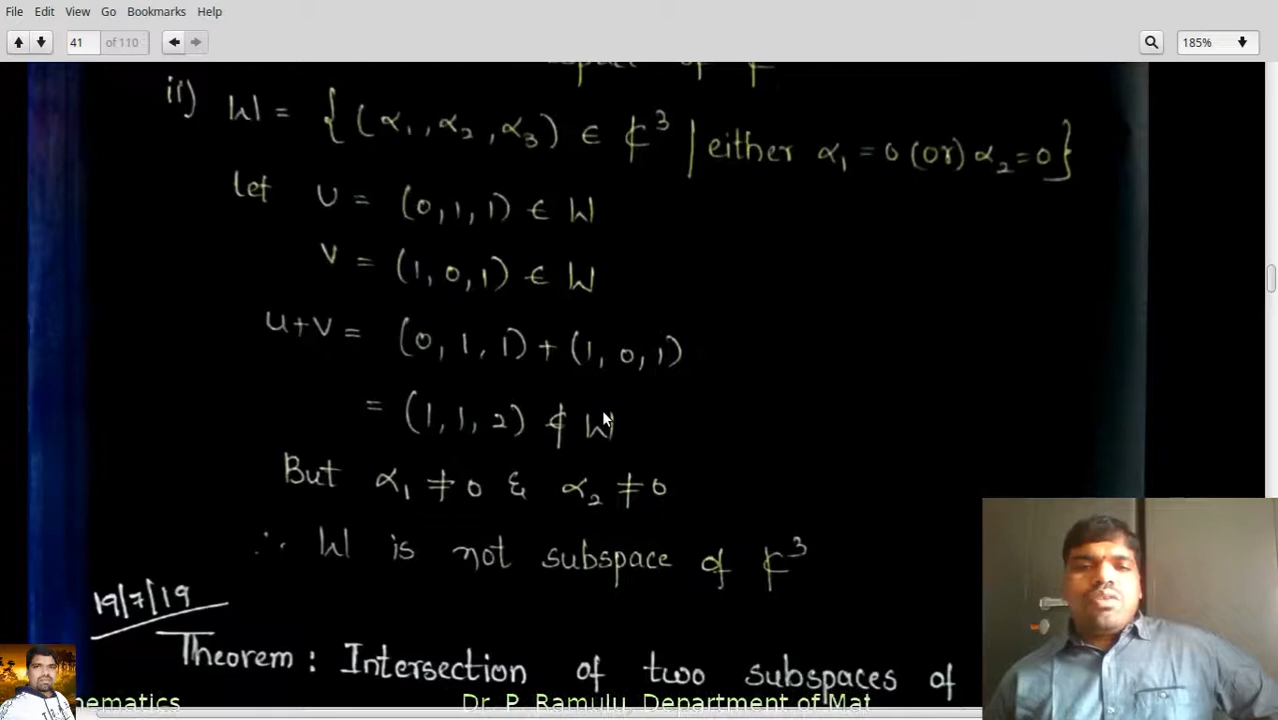 File Edit View Go Bookmarks Help
41 of 110 185%
ii) W = {(α₁, α₂, α₃) ∈ ₵³ | either α₁ = 0 (or) α₂ = 0}
let U = (0, 1, 1) ∈ W
V = (1, 0, 1) ∈ W
u+v = (0, 1, 1) + (1, 0, 1)
= (1, 1, 2) ∉ W
But α₁ ≠ 0 & α₂ ≠ 0
∴ W is not subspace of ₵³
19/7/19
Theorem: Intersection of two subspaces of
hematics Dr. P. Ramulu, Department of Mat